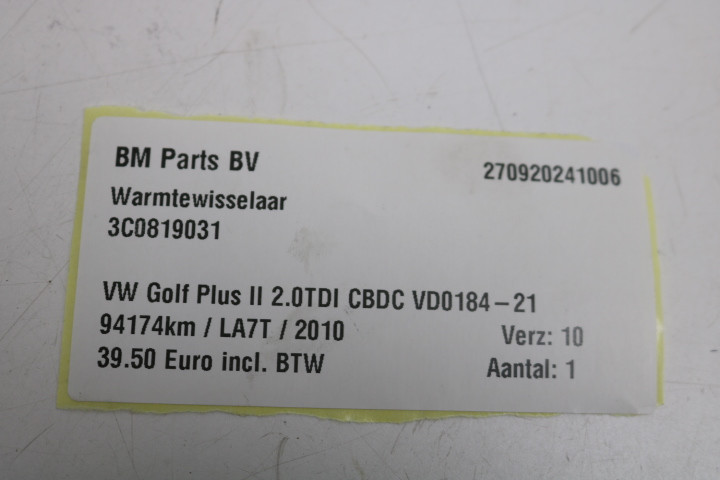 BM Parts BV
270920241006
Warmtewisselaar
3C0819031
VW Golf Plus II 2.0TDI CBDC VD0184-21
94174km / LA7T / 2010
Verz: 10
39.50 Euro incl. BTW
Aantal: 1